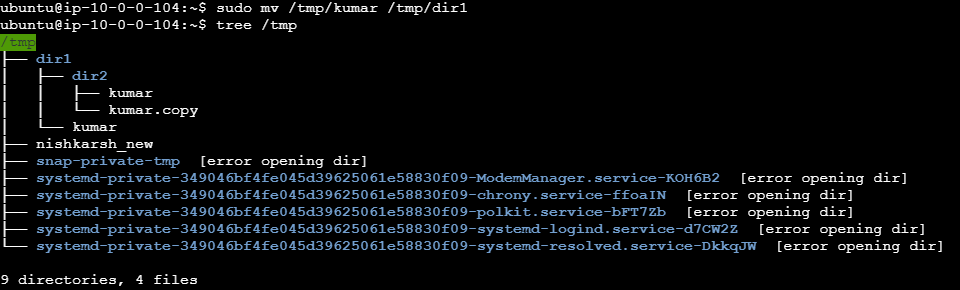 ubuntu@ip-10-0-0-104:~$ sudo mv /tmp/kumar /tmp/dir1
ubuntu@ip-10-0-0-104:~$ tree /tmp
/tmp
├── dir1
│   ├── dir2
│   │   ├── kumar
│   │   └── kumar.copy
│   └── kumar
├── nishkarsh_new
├── snap-private-tmp  [error opening dir]
├── systemd-private-349046bf4fe045d39625061e58830f09-ModemManager.service-KOH6B2  [error opening dir]
├── systemd-private-349046bf4fe045d39625061e58830f09-chrony.service-ffoaIN  [error opening dir]
├── systemd-private-349046bf4fe045d39625061e58830f09-polkit.service-bFT7Zb  [error opening dir]
├── systemd-private-349046bf4fe045d39625061e58830f09-systemd-logind.service-d7CW2Z  [error opening dir]
└── systemd-private-349046bf4fe045d39625061e58830f09-systemd-resolved.service-DkkqJW  [error opening dir]
9 directories, 4 files